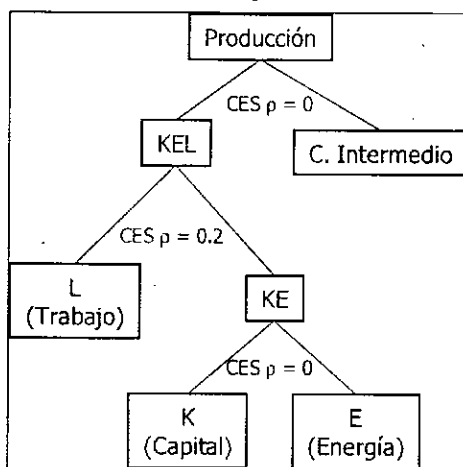 Producción
CES ρ = 0
KEL
C. Intermedio
CES ρ = 0.2
L
(Trabajo)
KE
CES ρ = 0
K
(Capital)
E
(Energía)